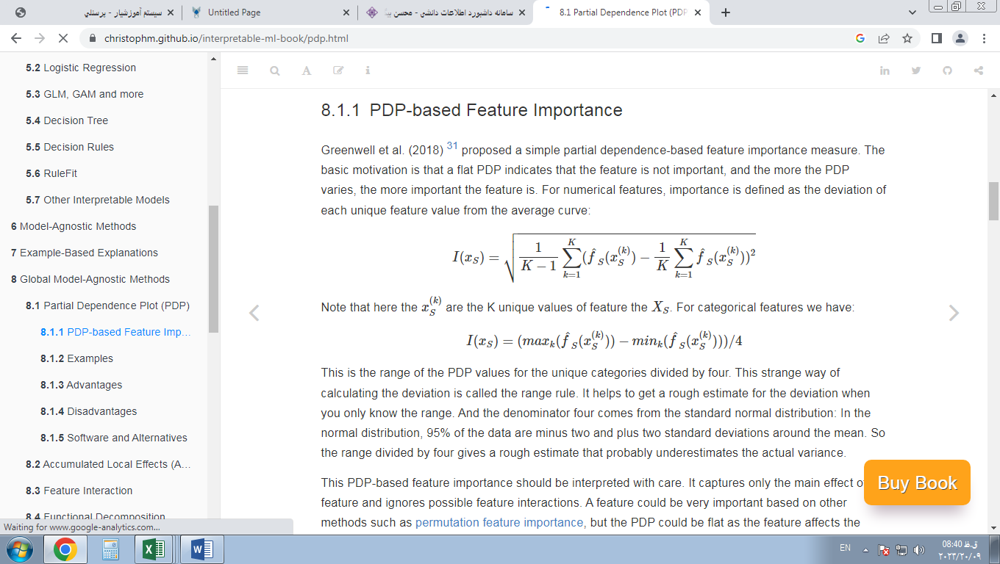 سیستم آموزشیار - پرسنلی
Untitled Page
سامانه داشبورد اطلاعات دانشی - محسن
8.1 Partial Dependence Plot (PDP
christophm.github.io/interpretable-ml-book/pdp.html
5.2 Logistic Regression
5.3 GLM, GAM and more
5.4 Decision Tree
5.5 Decision Rules
5.6 RuleFit
5.7 Other Interpretable Models
6 Model-Agnostic Methods
7 Example-Based Explanations
8 Global Model-Agnostic Methods
8.1 Partial Dependence Plot (PDP)
8.1.1 PDP-based Feature Imp...
8.1.2 Examples
8.1.3 Advantages
8.1.4 Disadvantages
8.1.5 Software and Alternatives
8.2 Accumulated Local Effects (A...
8.3 Feature Interaction
8.4 Functional Decomposition
Waiting for www.google-analytics.com...
8.1.1 PDP-based Feature Importance
Greenwell et al. (2018) 31 proposed a simple partial dependence-based feature importance measure. The
basic motivation is that a flat PDP indicates that the feature is not important, and the more the PDP
varies, the more important the feature is. For numerical features, importance is defined as the deviation of
each unique feature value from the average curve:
I(x_S) = √(1/(K − 1) ∑_{k=1}^{K} (f̂_S(x_S^{(k)}) − 1/K ∑_{k=1}^{K} f̂_S(x_S^{(k)}))²)
Note that here the x_S^{(k)} are the K unique values of feature the X_S. For categorical features we have:
I(x_S) = (max_k(f̂_S(x_S^{(k)})) − min_k(f̂_S(x_S^{(k)})))/4
This is the range of the PDP values for the unique categories divided by four. This strange way of
calculating the deviation is called the range rule. It helps to get a rough estimate for the deviation when
you only know the range. And the denominator four comes from the standard normal distribution: In the
normal distribution, 95% of the data are minus two and plus two standard deviations around the mean. So
the range divided by four gives a rough estimate that probably underestimates the actual variance.
This PDP-based feature importance should be interpreted with care. It captures only the main effect o
feature and ignores possible feature interactions. A feature could be very important based on other
methods such as permutation feature importance, but the PDP could be flat as the feature affects the
Buy Book
EN
08:40 ق.ظ
۲۰۲۳/۲۰/۰۹